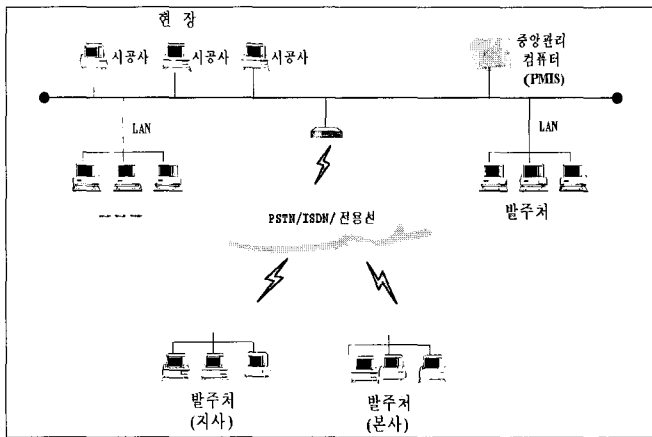 현 장
시공사
시공사
시공사
중앙관리
컴퓨터
(PMIS)
LAN
LAN
발주처
PSTN/ISDN/전용선
발주처
(지사)
발주처
(본사)